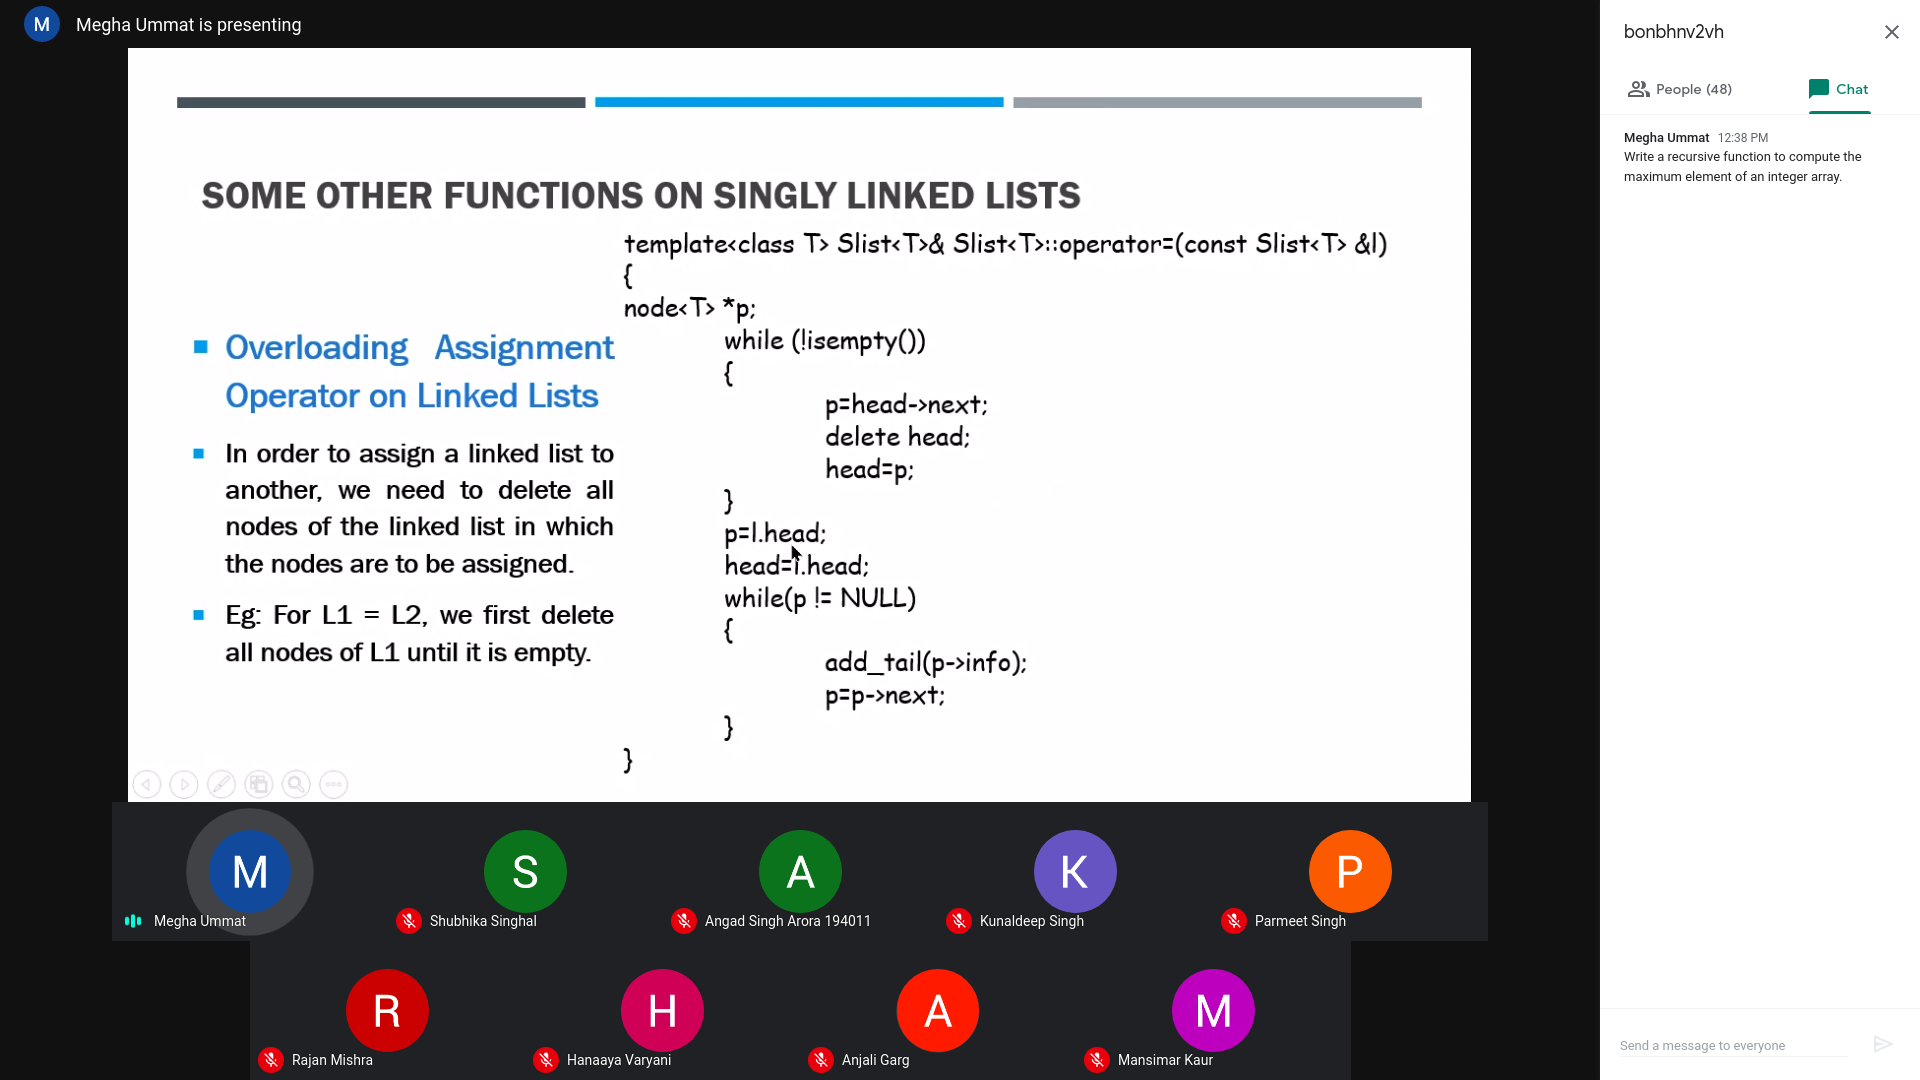 M
Megha Ummat is presenting
SOME OTHER FUNCTIONS ON SINGLY LINKED LISTS
Overloading Assignment
Operator on Linked Lists
In order to assign a linked list to
another, we need to delete all
nodes of the linked list in which
the nodes are to be assigned.
Eg: For L1 = L2, we first delete
all nodes of L1 until it is empty.
template<class T> Slist<T>& Slist<T>::operator=(const Slist<T> &l)
{
node<T> *p;
while (!isempty())
{
p=head->next;
delete head;
head=p;
}
p=l.head;
head=l.head;
while(p != NULL)
{
add_tail(p->info);
p=p->next;
}
}
M
Megha Ummat
S
Shubhika Singhal
A
Angad Singh Arora 194011
K
Kunaldeep Singh
P
Parmeet Singh
R
Rajan Mishra
H
Hanaaya Varyani
A
Anjali Garg
M
Mansimar Kaur
bonbhnv2vh
People (48)
Chat
Megha Ummat 12:38 PM
Write a recursive function to compute the
maximum element of an integer array.
Send a message to everyone